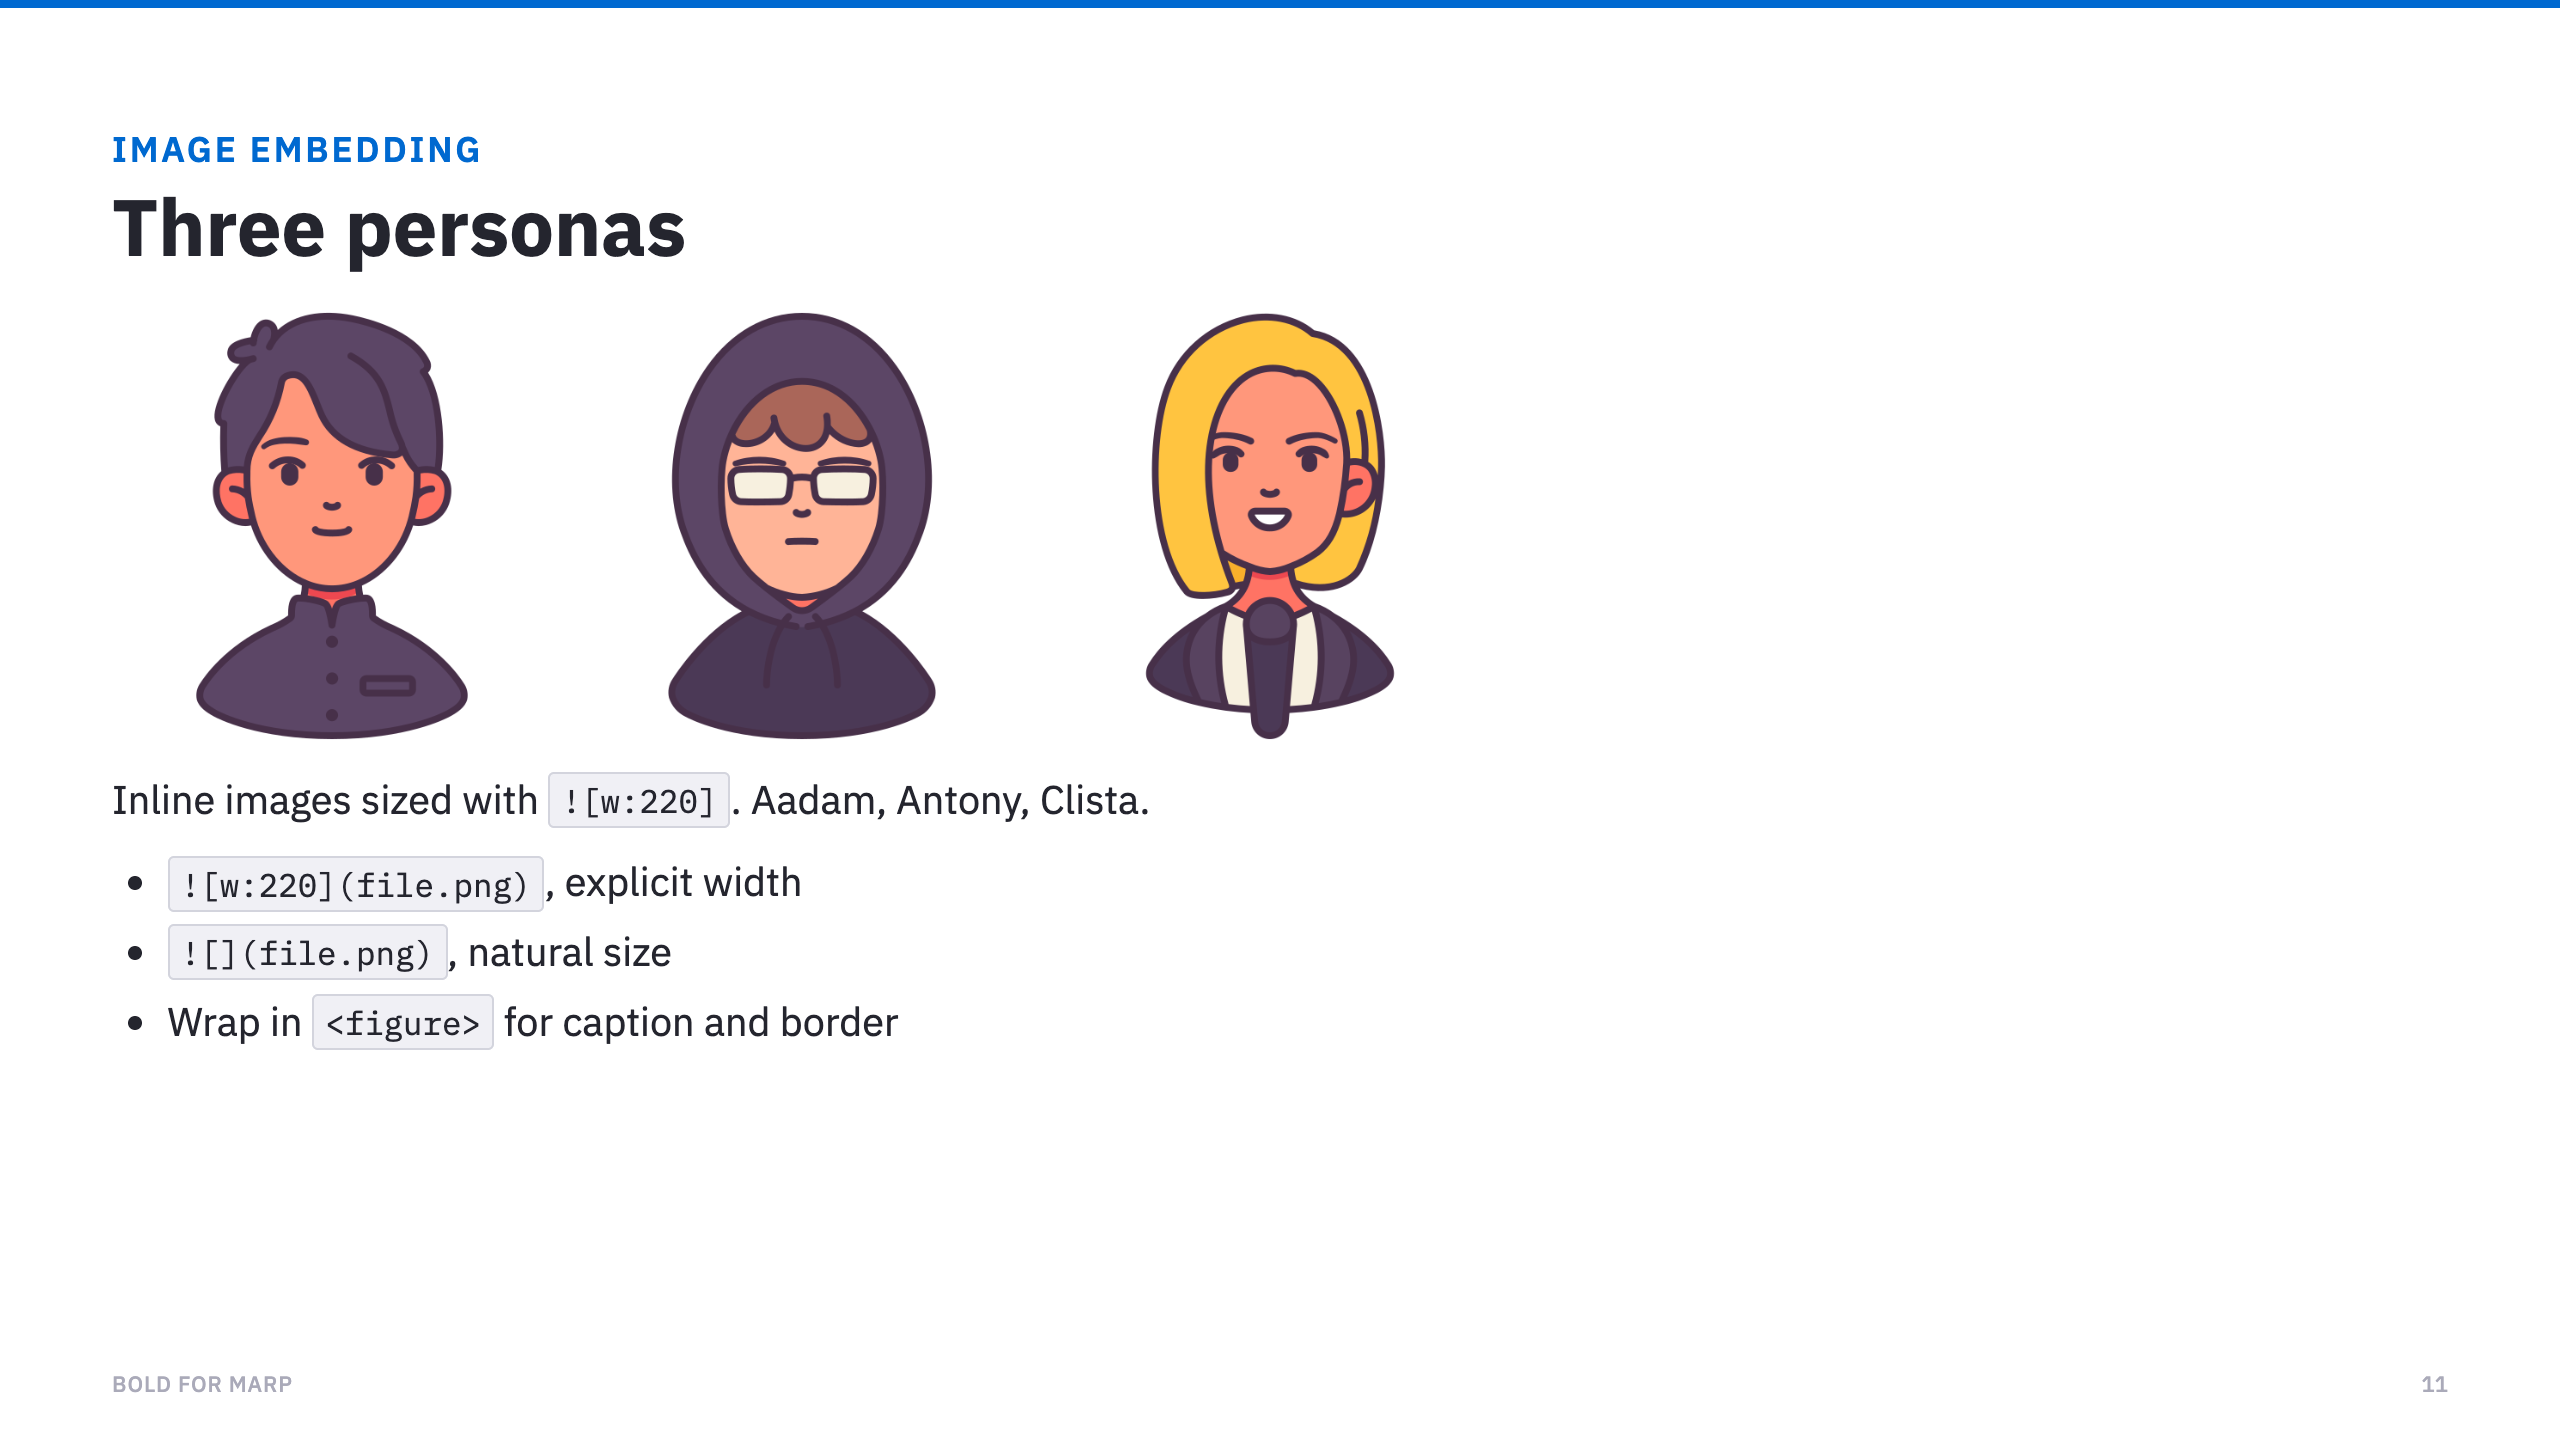 IMAGE EMBEDDING
Three personas
Inline images sized with ![w:220]. Aadam, Antony, Clista.
• ![w:220](file.png), explicit width
• ![](file.png), natural size
• Wrap in <figure> for caption and border
BOLD FOR MARP
11